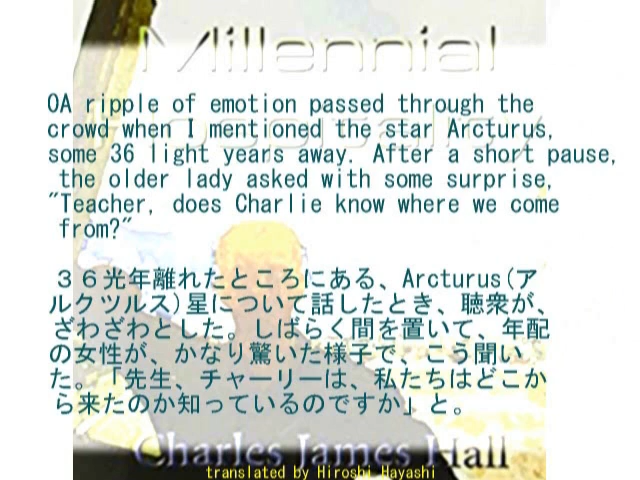 Millennial
Hospitality
OA ripple of emotion passed through the
crowd when I mentioned the star Arcturus,
some 36 light years away. After a short pause,
the older lady asked with some surprise,
"Teacher, does Charlie know where we come
from?"
３６光年離れたところにある、Arcturus(ア
ルクツルス)星について話したとき、聴衆が、
ざわざわとした。しばらく間を置いて、年配
の女性が、かなり驚いた様子で、こう聞い
た。「先生、チャーリーは、私たちはどこか
ら来たのか知っているのですか」と。
Charles James Hall
translated by Hiroshi Hayashi